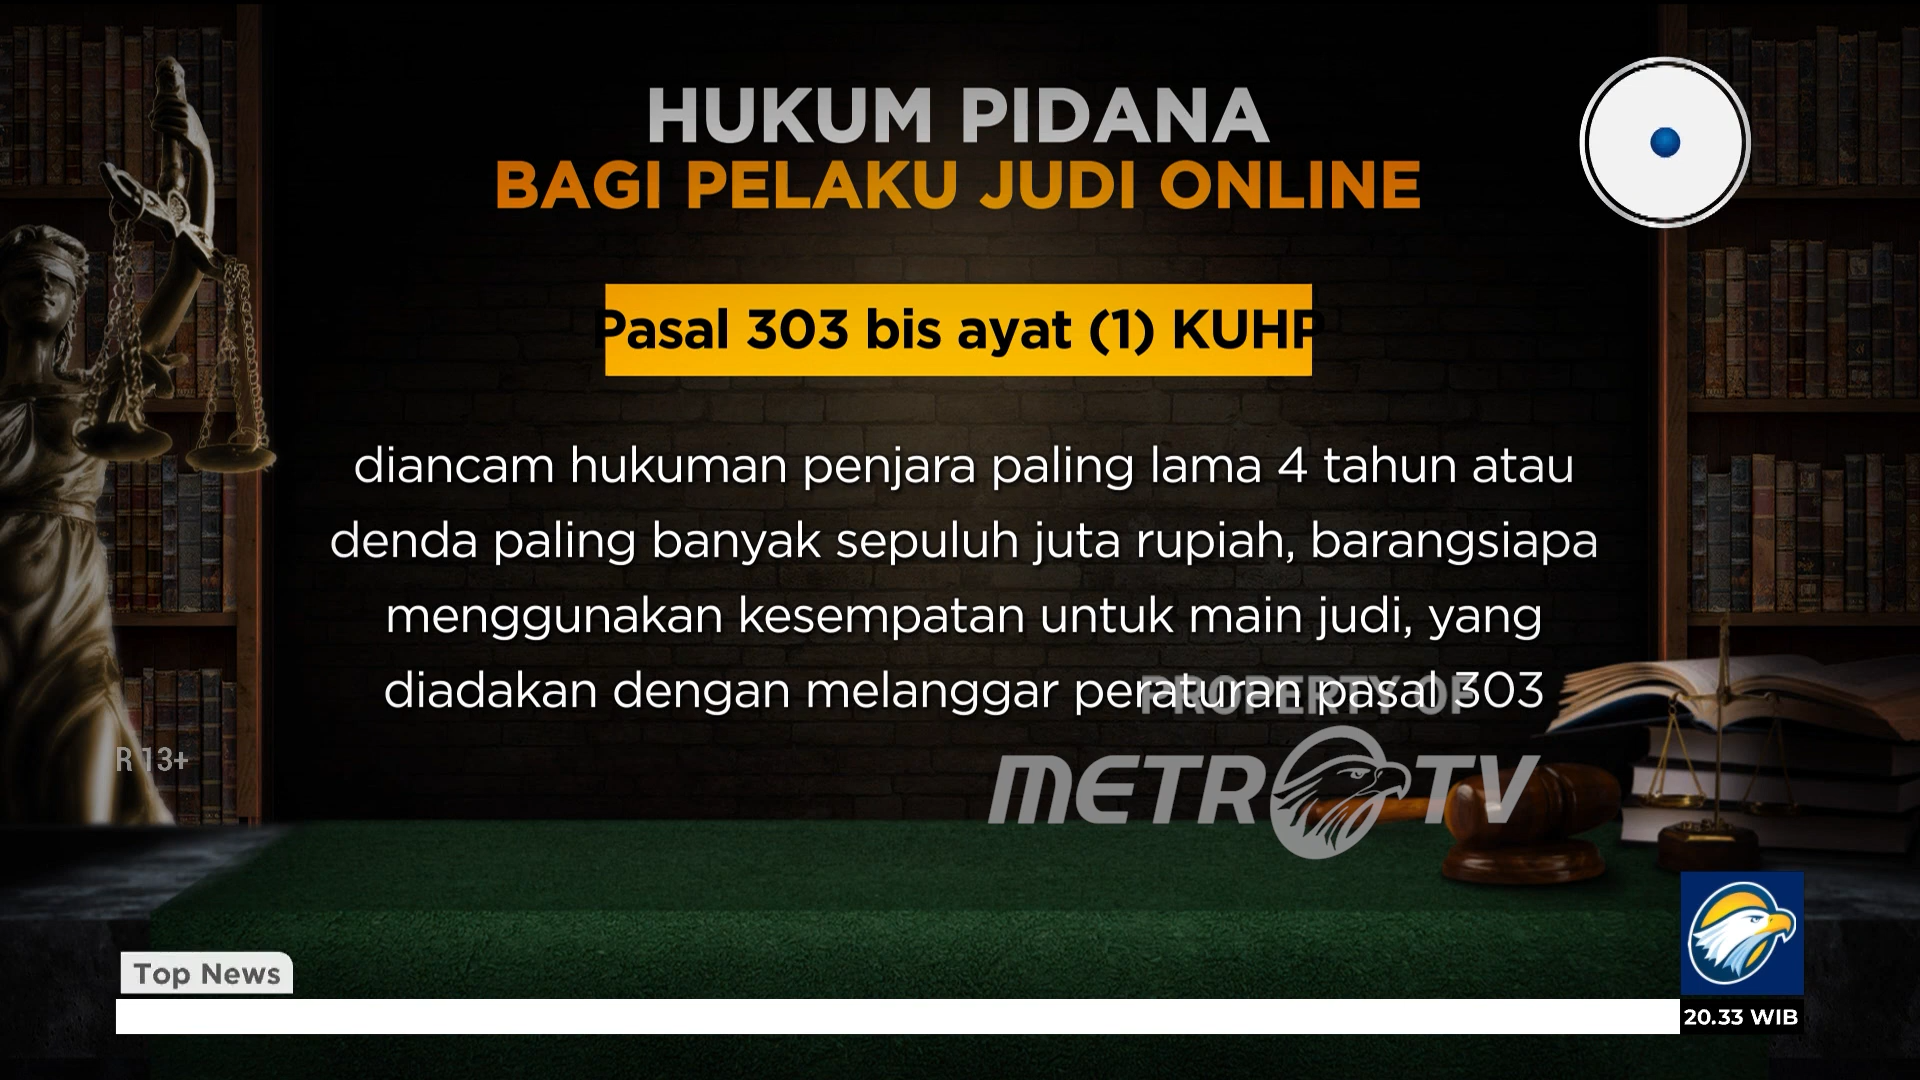 HUKUM PIDANA
BAGI PELAKU JUDI ONLINE
Pasal 303 bis ayat (1) KUHP
diancam hukuman penjara paling lama 4 tahun atau
denda paling banyak sepuluh juta rupiah, barangsiapa
menggunakan kesempatan untuk main judi, yang
diadakan dengan melanggar peraturan pasal 303
PROPERTY OF
METRO TV
R 13+
Top News
20.33 WIB